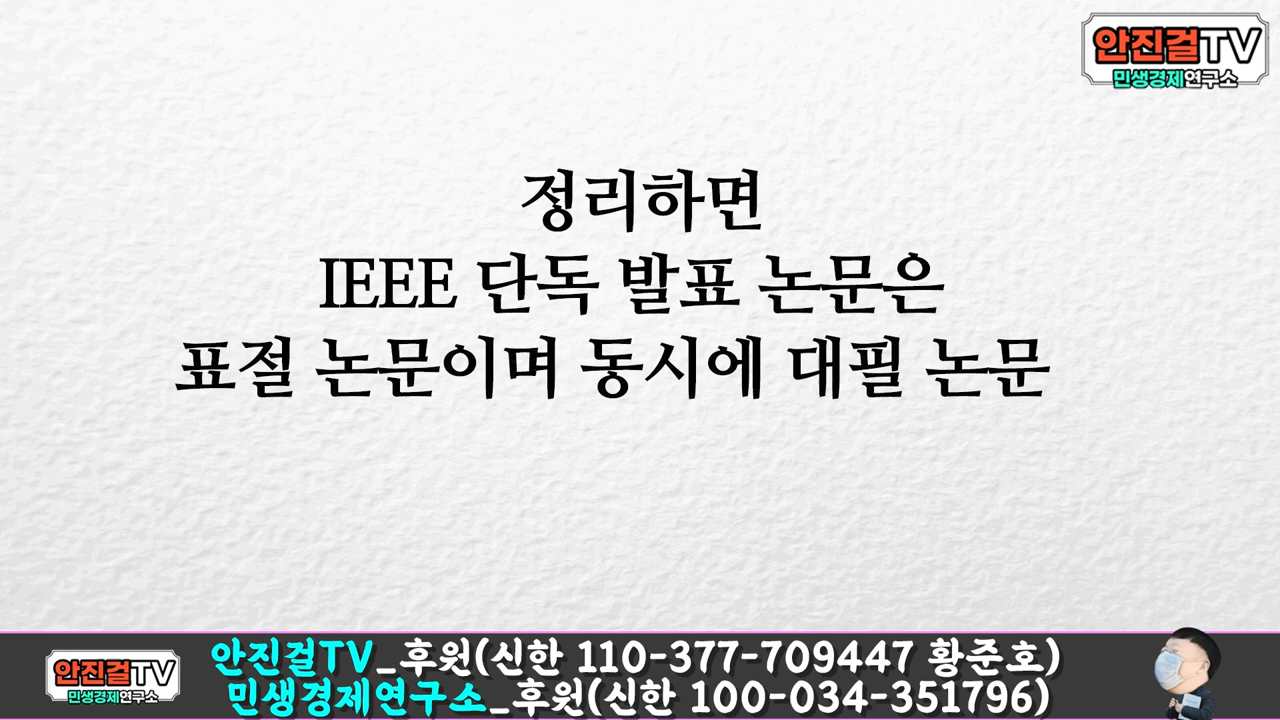 안진걸TV
민생경제연구소
정리하면
IEEE 단독 발표 논문은
표절 논문이며 동시에 대필 논문
안진걸TV_후원(신한 110-377-709447 황준호)
민생경제연구소_후원(신한 100-034-351796)
안진걸TV
민생경제연구소